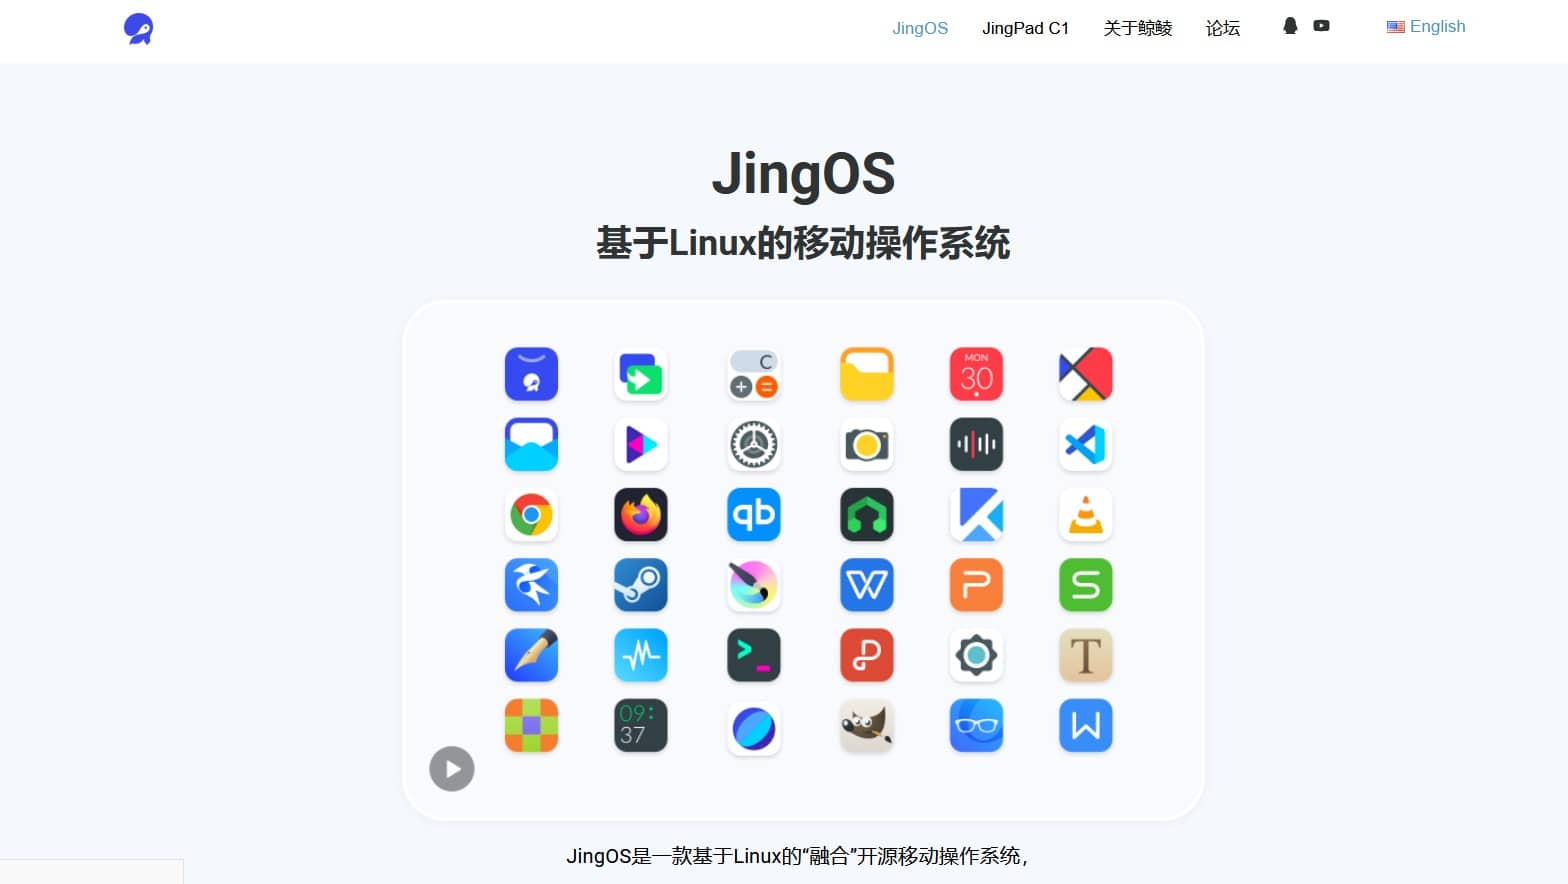 JingOS
JingPad C1
关于鲸鲮
论坛
English
JingOS
基于Linux的移动操作系统
C
MON
30
qb
W
P
S
>_
P
T
09:
37
W
JingOS是一款基于Linux的“融合”开源移动操作系统，